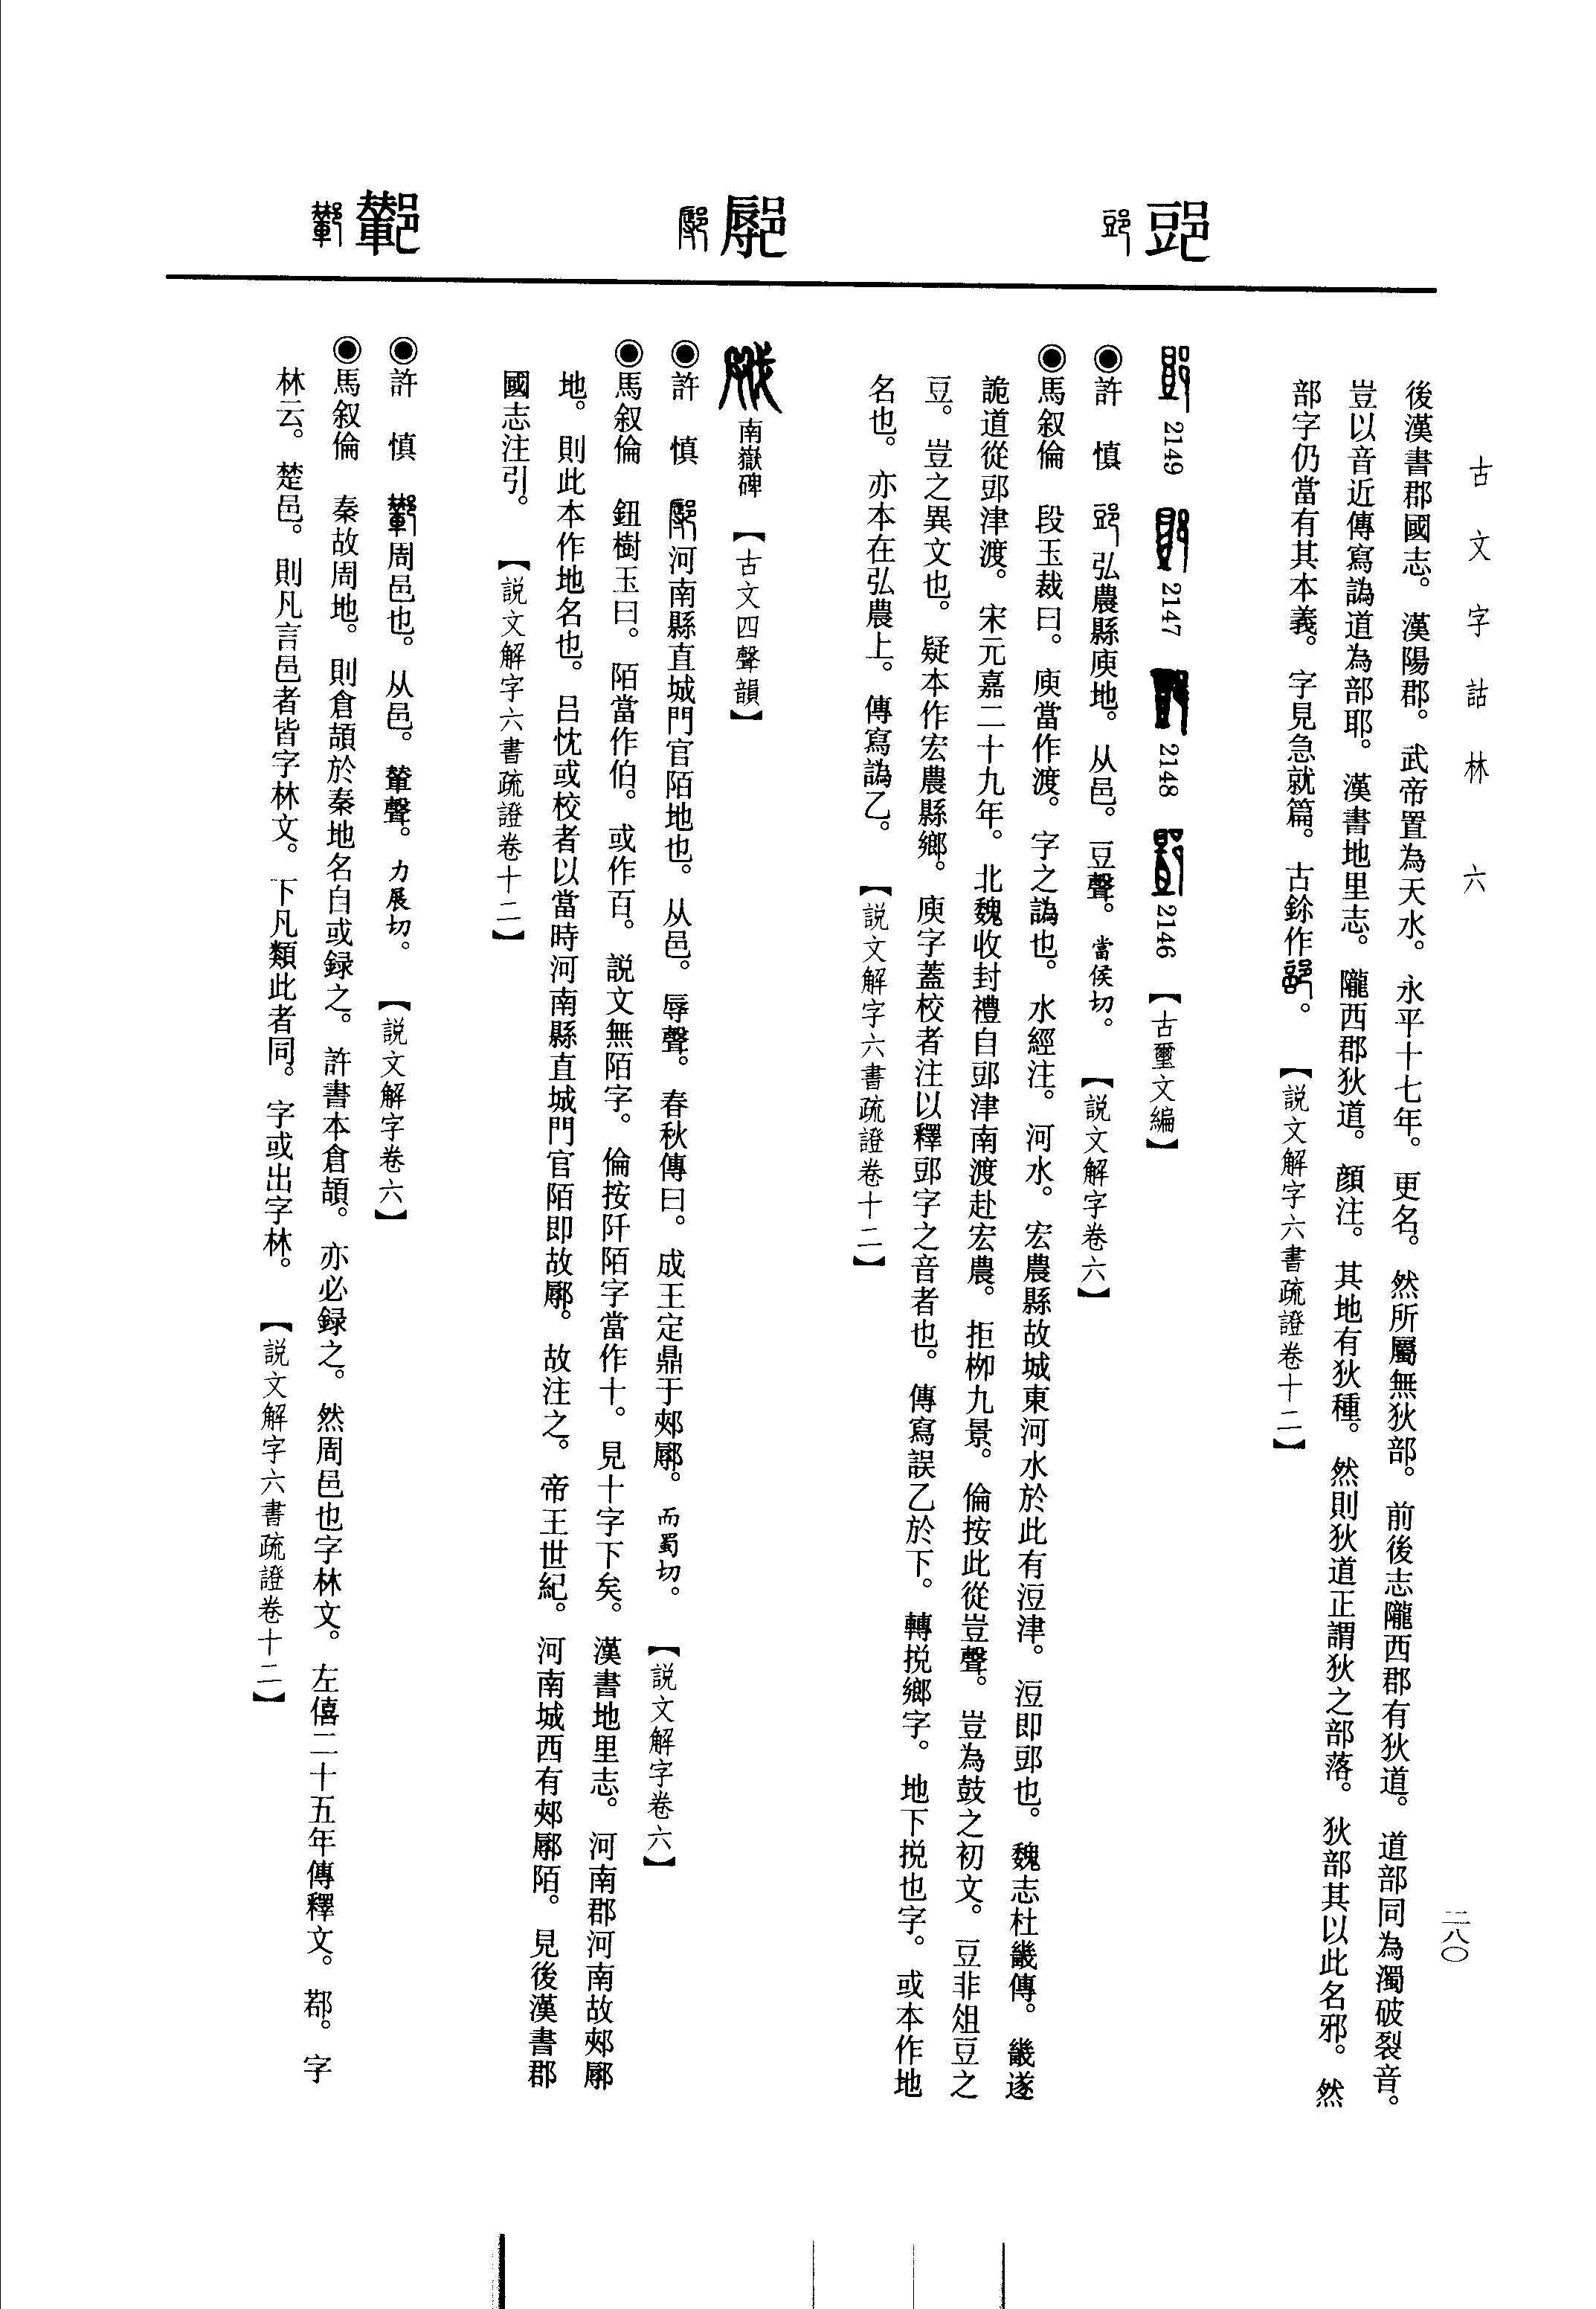 古文字詁林 六
二八〇
後漢書郡國志。漢陽郡。武帝置為天水。永平十七年。更名。然所屬無狄部。前後志隴西郡有狄道。道部同為濁破裂音。
豈以音近傳寫譌道為部耶。漢書地里志。隴西郡狄道。顏注。其地有狄種。然則狄道正謂狄之部落。狄部其以此名邪。然
部字仍當有其本義。字見急就篇。古鉨作。【説文解字六書疏證卷十二】
郖
2149 2147 2148 2146 【古璽文編】
◉許 慎 弘農縣庾地。从邑。豆聲。當侯切。【説文解字卷六】
◉馬叙倫 段玉裁曰。庾當作渡。字之譌也。水經注。河水。宏農縣故城東河水於此有浢津。浢即郖也。魏志杜畿傳。畿遂
詭道從郖津渡。宋元嘉二十九年。北魏收封禮自郖津南渡赴宏農。拒栁九景。倫按此從豈聲。豈為鼓之初文。豆非俎豆之
豆。豈之異文也。疑本作宏農縣鄉。庾字蓋校者注以釋郖字之音者也。傳寫誤乙於下。轉捝鄉字。地下捝也字。或本作地
名也。亦本在弘農上。傳寫譌乙。【説文解字六書疏證卷十二】
鄏
南嶽碑 【古文四聲韻】
◉許 慎 河南縣直城門官陌地也。从邑。辱聲。春秋傳曰。成王定鼎于郟鄏。而蜀切。【説文解字卷六】
◉馬叙倫 鈕樹玉曰。陌當作伯。或作百。説文無陌字。倫按阡陌字當作十。見十字下矣。漢書地里志。河南郡河南故郟鄏
地。則此本作地名也。吕忱或校者以當時河南縣直城門官陌即故鄏。故注之。帝王世紀。河南城西有郟鄏陌。見後漢書郡
國志注引。【説文解字六書疏證卷十二】
鄻
◉許 慎 周邑也。从邑。輦聲。力展切。【説文解字卷六】
◉馬叙倫 秦故周地。則倉頡於秦地名自或録之。許書本倉頡。亦必録之。然周邑也字林文。左僖二十五年傳釋文。鄀。字
林云。楚邑。則凡言邑者皆字林文。下凡類此者同。字或出字林。【説文解字六書疏證卷十二】